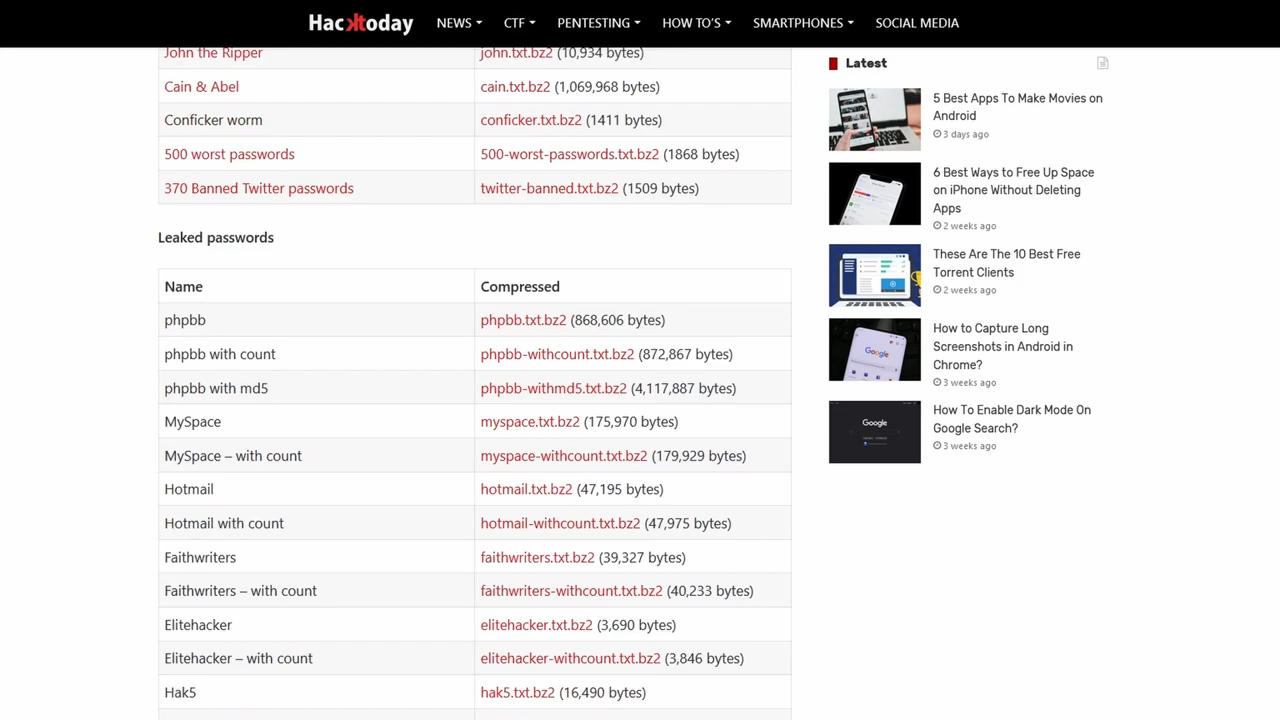 Hacktoday NEWS CTF PENTESTING HOW TO'S SMARTPHONES SOCIAL MEDIA
John the Ripper john.txt.bz2 (10,934 bytes)
Cain & Abel cain.txt.bz2 (1,069,968 bytes)
Conficker worm conficker.txt.bz2 (1411 bytes)
500 worst passwords 500-worst-passwords.txt.bz2 (1868 bytes)
370 Banned Twitter passwords twitter-banned.txt.bz2 (1509 bytes)
Leaked passwords
Name Compressed
phpbb phpbb.txt.bz2 (868,606 bytes)
phpbb with count phpbb-withcount.txt.bz2 (872,867 bytes)
phpbb with md5 phpbb-withmd5.txt.bz2 (4,117,887 bytes)
MySpace myspace.txt.bz2 (175,970 bytes)
MySpace – with count myspace-withcount.txt.bz2 (179,929 bytes)
Hotmail hotmail.txt.bz2 (47,195 bytes)
Hotmail with count hotmail-withcount.txt.bz2 (47,975 bytes)
Faithwriters faithwriters.txt.bz2 (39,327 bytes)
Faithwriters – with count faithwriters-withcount.txt.bz2 (40,233 bytes)
Elitehacker elitehacker.txt.bz2 (3,690 bytes)
Elitehacker – with count elitehacker-withcount.txt.bz2 (3,846 bytes)
Hak5 hak5.txt.bz2 (16,490 bytes)
Latest
5 Best Apps To Make Movies on
Android
3 days ago
6 Best Ways to Free Up Space
on iPhone Without Deleting
Apps
2 weeks ago
These Are The 10 Best Free
Torrent Clients
2 weeks ago
Google
How to Capture Long
Screenshots in Android in
Chrome?
3 weeks ago
Google
How To Enable Dark Mode On
Google Search?
3 weeks ago